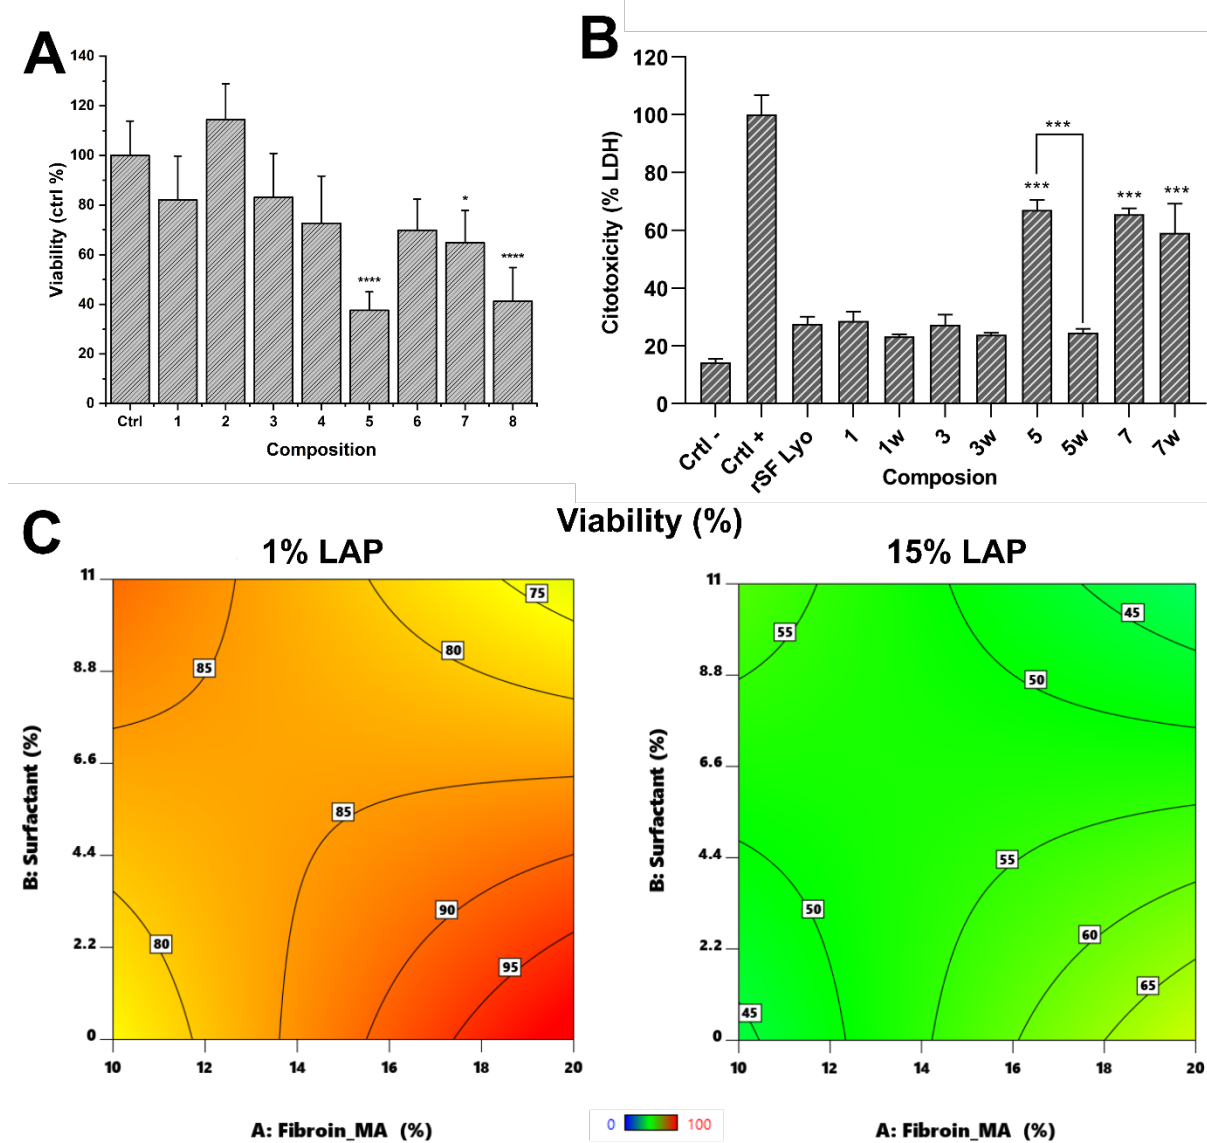 A
140
120
100
80
60
40
20
0
Viability (ctrl %)
*
****
****
Ctrl 1 2 3 4 5 6 7 8
Composition
B
120
100
80
60
40
20
0
Citotoxicity (% LDH)
***
***
***
***
Crtl - Crtl + rSF Lyo 1 1w 3 3w 5 5w 7 7w
Composion
Viability (%)
C
1% LAP
11
8.8
6.6
4.4
2.2
0
B: Surfactant (%)
75
80
85
85
90
80
95
10 12 14 16 18 20
A: Fibroin_MA (%)
15% LAP
11
8.8
6.6
4.4
2.2
0
B: Surfactant (%)
45
55
50
55
50
60
65
45
10 12 14 16 18 20
A: Fibroin_MA (%)
0 100